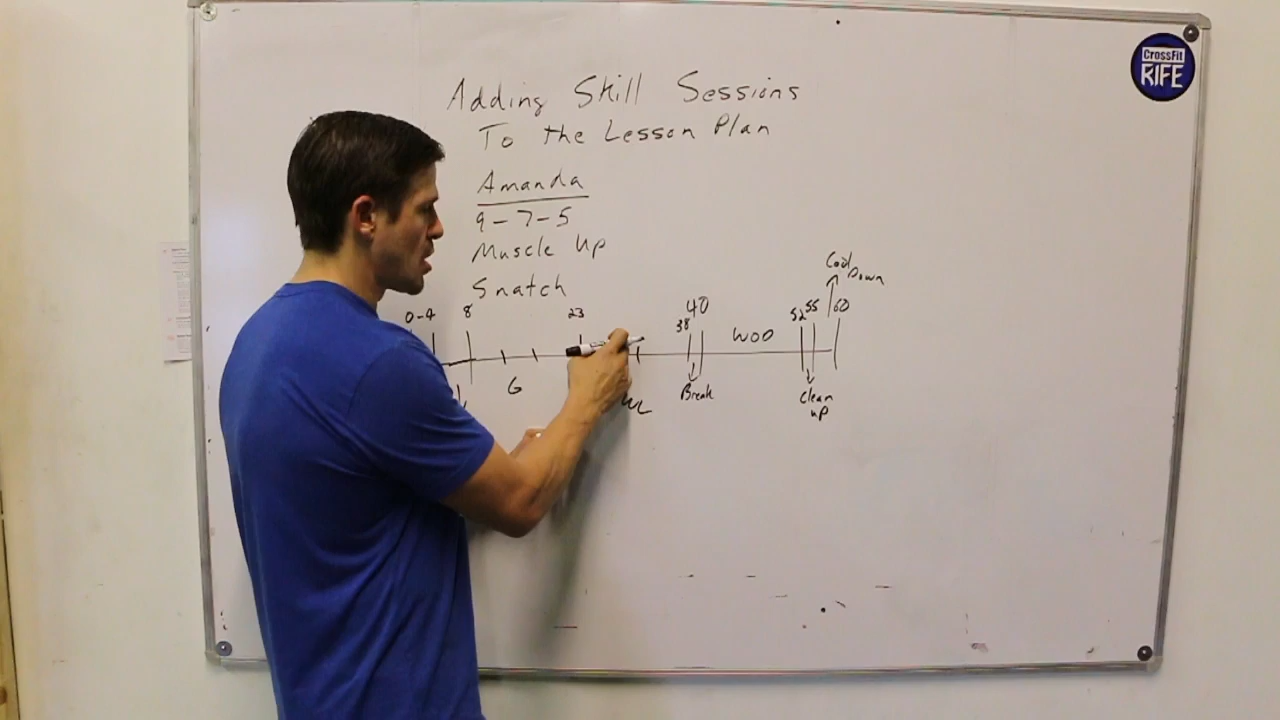 CrossFit
RIFE
Adding Skill Sessions
To the Lesson Plan
Amanda
9-7-5
Muscle Up
Snatch
0-4
8
23
38
40
52
55
60
Cool
Down
WOD
G
WL
Break
Clean
up